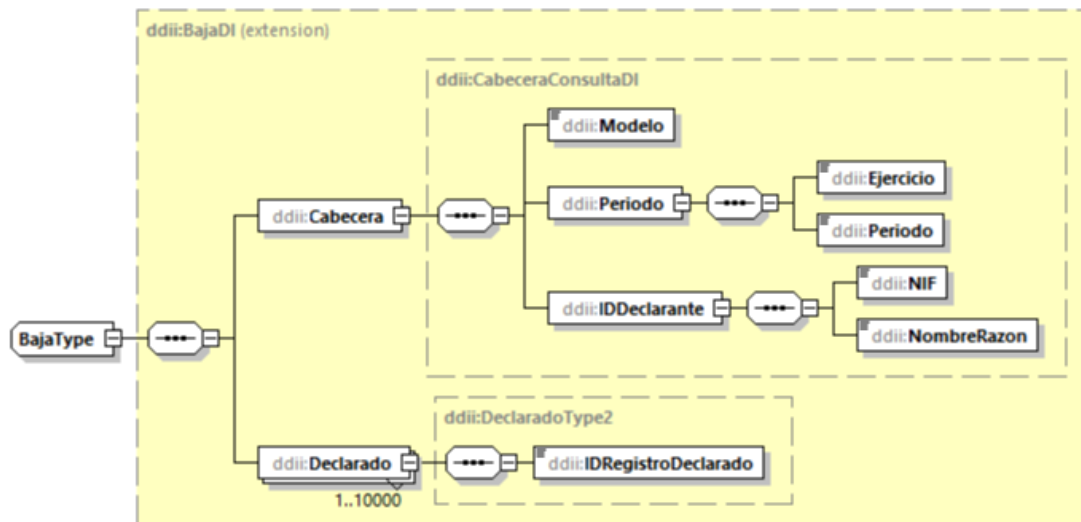 ddii:BajaDI (extension)
ddii:CabeceraConsultaDI
ddii:Modelo
ddii:Ejercicio
ddii:Cabecera
ddii:Periodo
ddii:Periodo
ddii:NIF
ddii:IDDeclarante
BajaType
ddii:NombreRazon
ddii:DeclaradoType2
ddii:Declarado
ddii:IDRegistroDeclarado
1..10000